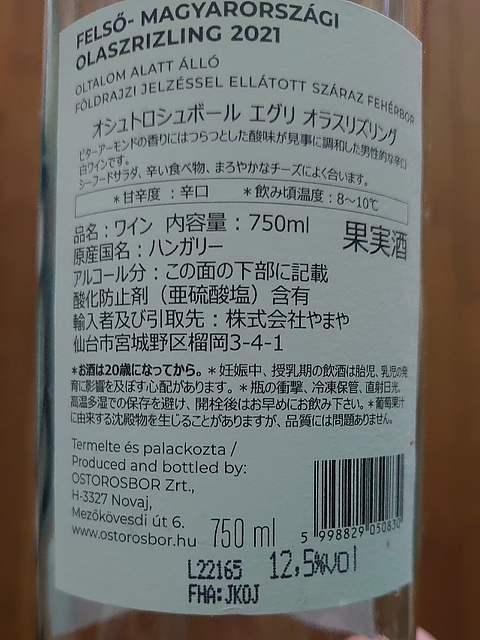 FELSŐ- MAGYARORSZÁGI
OLASZRIZLING 2021
OLTALOM ALATT ÁLLÓ
FÖLDRAJZI JELZÉSSEL ELLÁTOTT SZÁRAZ FEHÉRBOR
オシュトロシュボール エグリ オラスリズリング
ビターアーモンドの香りにはつらつとした酸味が見事に調和した男性的な辛口
白ワインです。
シーフードサラダ、辛い食べ物、まろやかなチーズによく合います。
*甘辛度：辛口 *飲み頃温度：8~10℃
品名：ワイン 内容量：750ml
果実酒
原産国名：ハンガリー
アルコール分：この面の下部に記載
酸化防止剤（亜硫酸塩）含有
輸入者及び引取先：株式会社やまや
仙台市宮城野区榴岡3-4-1
*お酒は20歳になってから。*妊娠中、授乳期の飲酒は胎児、乳児の発
育に影響を及ぼす心配があります。*瓶の衝撃、冷凍保管、直射日光、
高温多湿での保存を避け、開栓後はお早めにお飲み下さい。*葡萄果汁
に由来する沈殿物を生じることがありますが、品質には問題ありません。
Termelte és palackozta /
Produced and bottled by:
OSTOROSBOR Zrt.,
H-3327 Novaj,
Mezőkövesdi út 6.
www.ostorosbor.hu
750 ml
5 998829 050830
L22165 12,5%vol
FHA:JKOJ